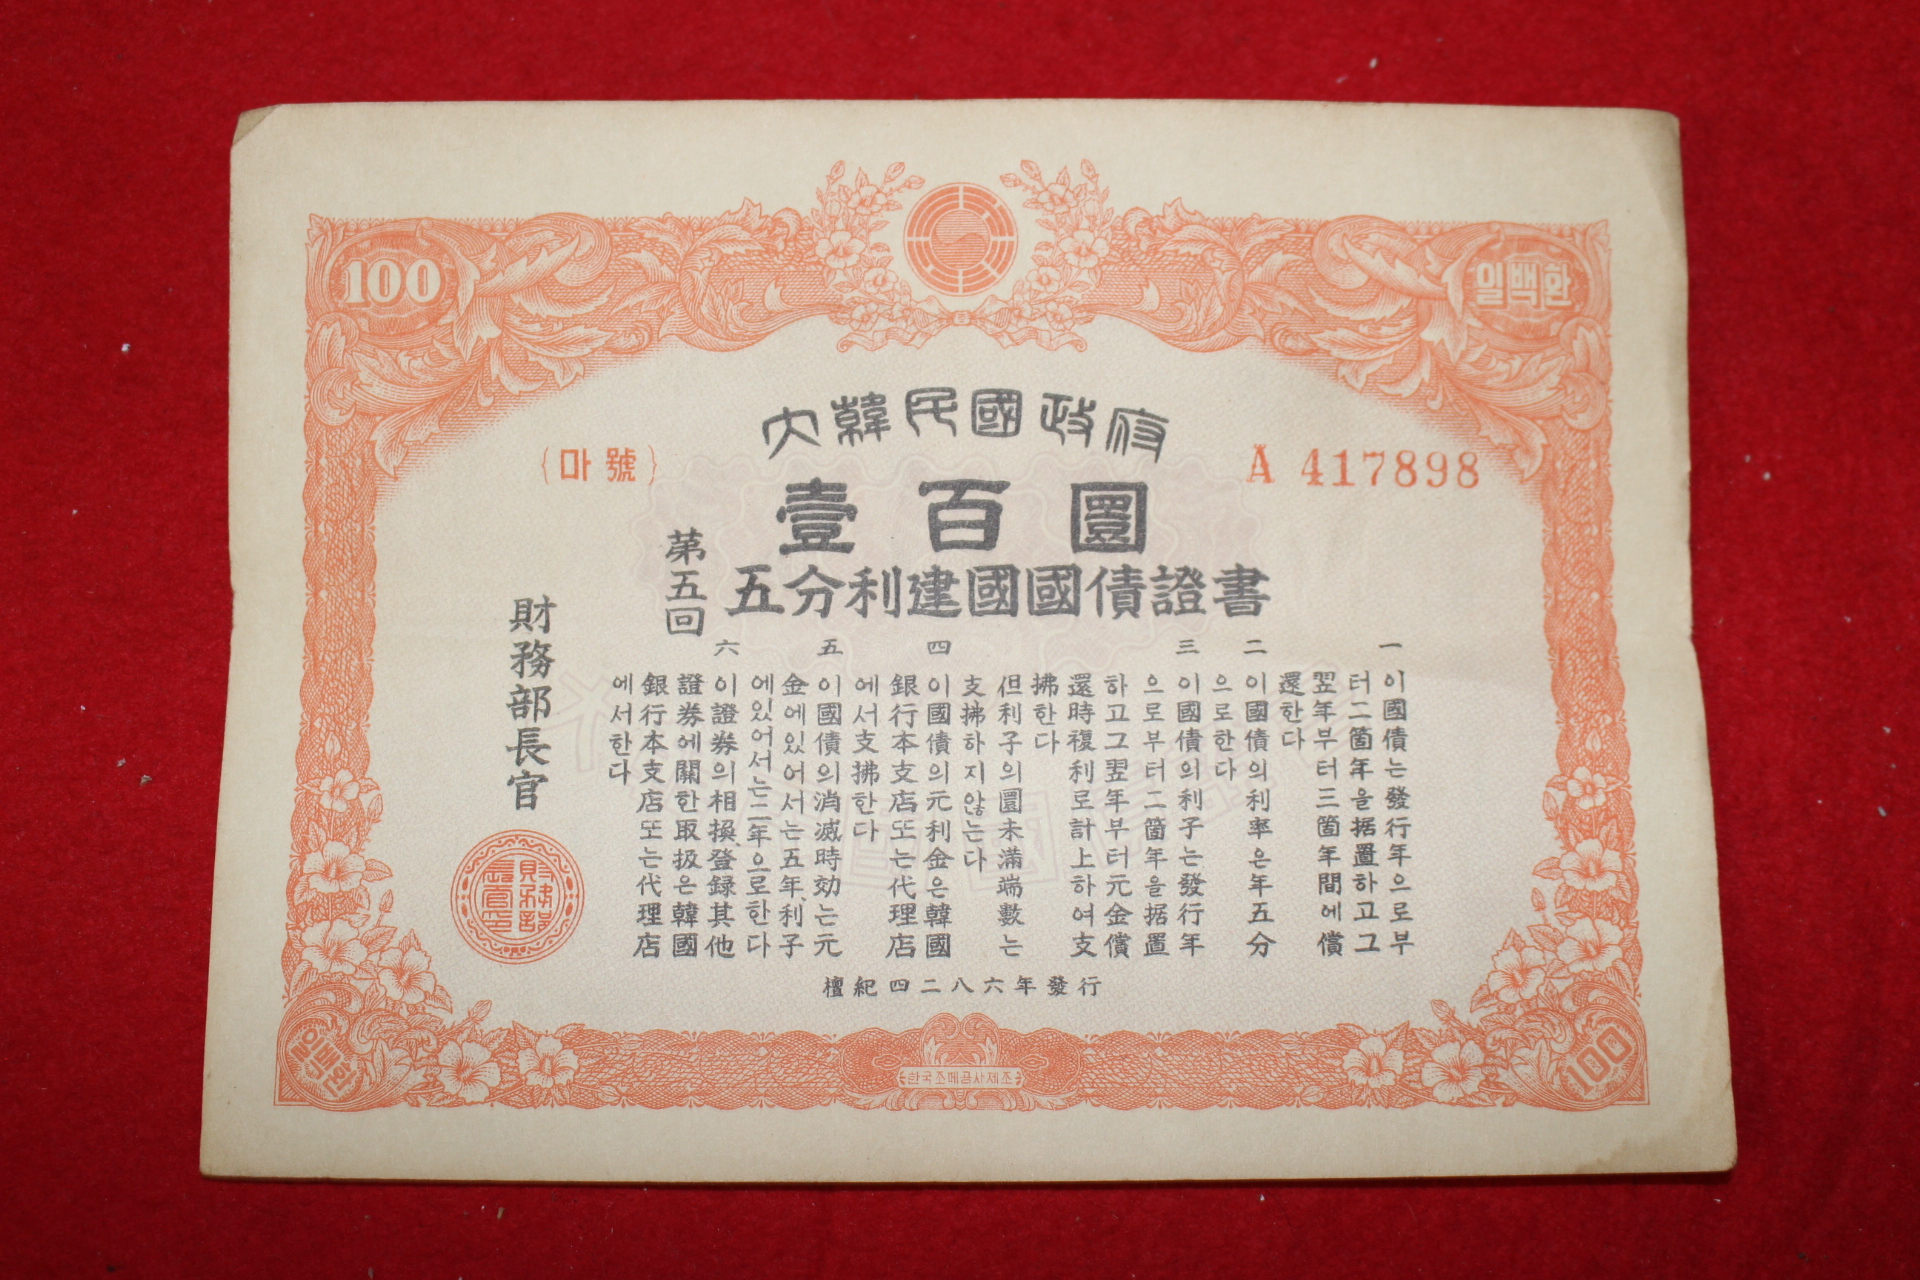 100
일백환
大韓民國政府
{마號}
A 417898
壹百圜
五分利建國國債證書
第五回
一 이國債는發行年으로부
터二箇年을据置하고그
翌年부터三箇年間에償
還한다
二 이國債의利率은年五分
으로한다
三 이國債의利子는發行年
으로부터二箇年을据置
하고그翌年부터元金償
還時複利로計上하여支
拂한다
但利子의圜未滿端數는
支拂하지않는다
四 이國債의元利金은韓國
銀行本支店또는代理店
에서支拂한다
五 이國債의消滅時効는元
金에있어서는五年、利子
에있어서는二年으로한다
六 이證券의相換、登録其他
證券에關한取扱은韓國
銀行本支店또는代理店
에서한다
財務部長官
檀紀四二八六年發行
일백환
한국조폐공사제조
100